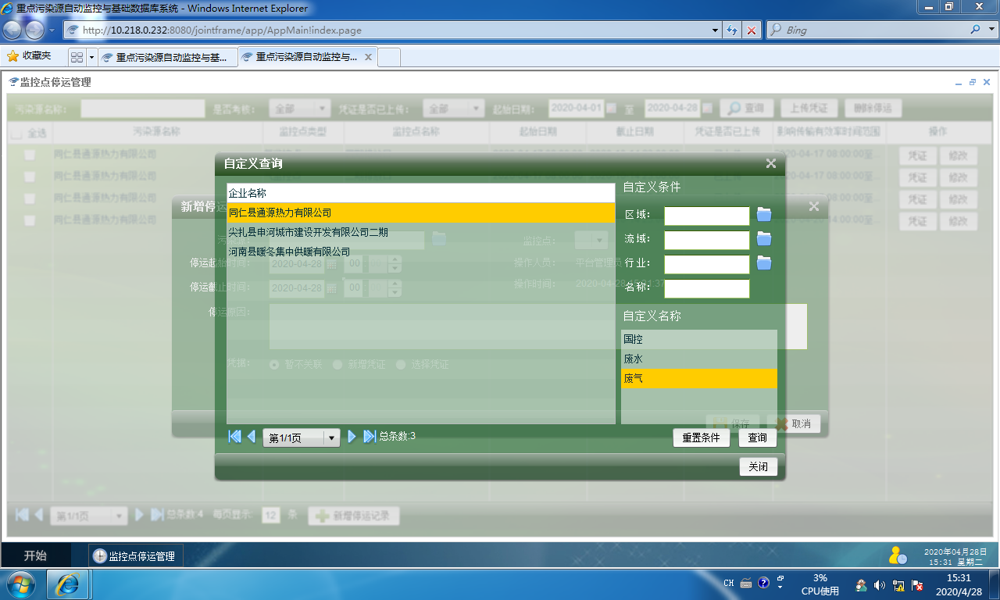 重点污染源自动监控与基础数据库系统 - Windows Internet Explorer
http://10.218.0.232:8080/jointframe/app/AppMain!index.page
Bing
收藏夹
重点污染源自动监控与基...
重点污染源自动监控与...
监控点停运管理
污染源名称： 是否考核： 全部 凭证是否已上传： 全部 起始日期： 2020-04-01 至 2020-04-28 查询 上传凭证 删除停运
全选 污染源名称 监控点类型 监控点名称 起始日期 截止日期 凭证是否已上传 影响传输有效率时间范围 操作
同仁县通源热力有限公司 2020-04-17 08:00:00至... 凭证 修改
同仁县通源热力有限公司 -04-17 08:00:00至... 凭证 修改
同仁县通源热力有限公司 08:00:00至... 凭证 修改
同仁县通源热力有限公司 凭证 修改
自定义查询
企业名称
同仁县通源热力有限公司
尖扎县申河城市建设开发有限公司二期
河南县暖冬集中供暖有限公司
自定义条件
区域:
流域:
行业:
名称:
自定义名称
国控
废水
废气
第1/1页
总条数:3
重置条件
查询
关闭
新增停运
监控点:
停运起始时间: 2020-04-28 00 操作人员: 平台管理员
停运截止时间: 2020-04-28 00 操作时间: 2020-04-28 15:31:37
停运原因:
凭据: 暂不关联 新增凭证 选择凭证
保存 取消
第1/1页 总条数:4 每页显示: 12 条 新增停运记录
开始
监控点停运管理
2020年04月28日
15:31 星期二
CH
3%
CPU使用
15:31
2020/4/28